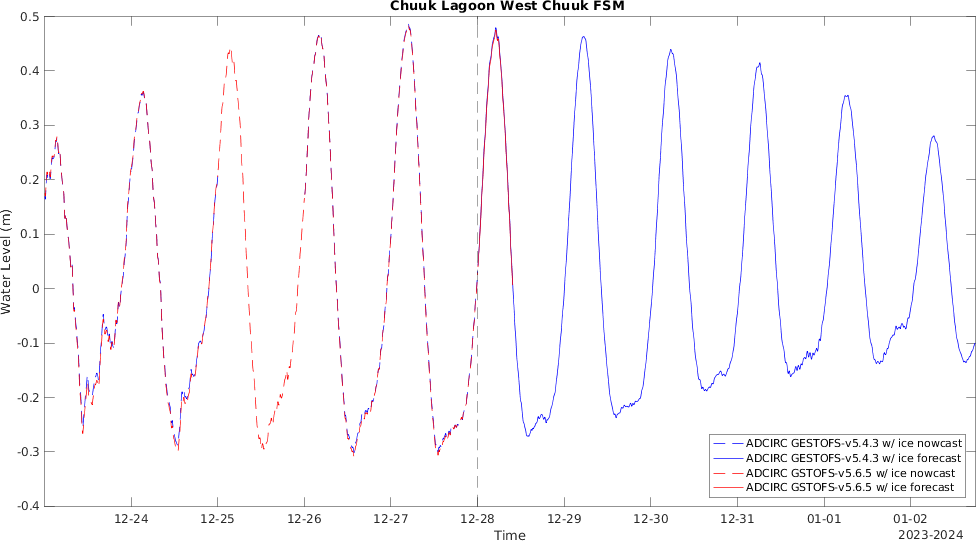 Chuuk Lagoon West Chuuk FSM
0.5
0.4
0.3
0.2
0.1
0
-0.1
-0.2
-0.3
-0.4
Water Level (m)
12-24 12-25 12-26 12-27 12-28 12-29 12-30 12-31 01-01 01-02
Time
2023-2024
ADCIRC GESTOFS-v5.4.3 w/ ice nowcast
ADCIRC GESTOFS-v5.4.3 w/ ice forecast
ADCIRC GSTOFS-v5.6.5 w/ ice nowcast
ADCIRC GSTOFS-v5.6.5 w/ ice forecast